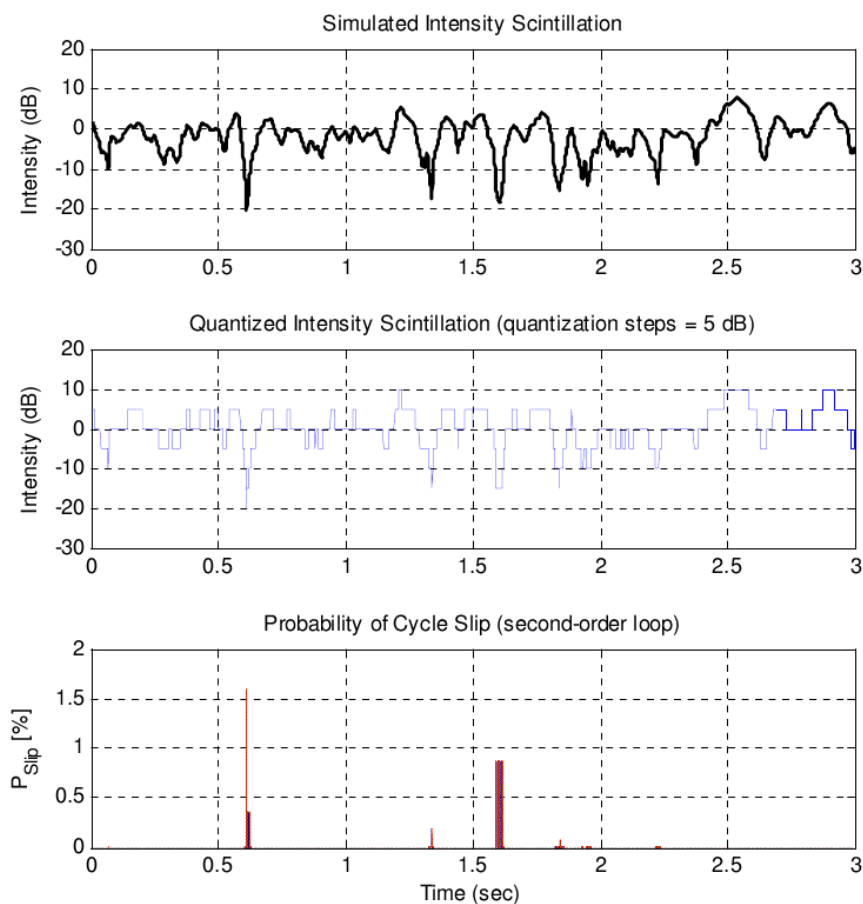 Simulated Intensity Scintillation
20
10
0
-10
-20
-30
Intensity (dB)
0 0.5 1 1.5 2 2.5 3
Quantized Intensity Scintillation (quantization steps = 5 dB)
20
10
0
-10
-20
-30
Intensity (dB)
0 0.5 1 1.5 2 2.5 3
Probability of Cycle Slip (second-order loop)
2
1.5
1
0.5
0
P_Slip [%]
0 0.5 1 1.5 2 2.5 3
Time (sec)